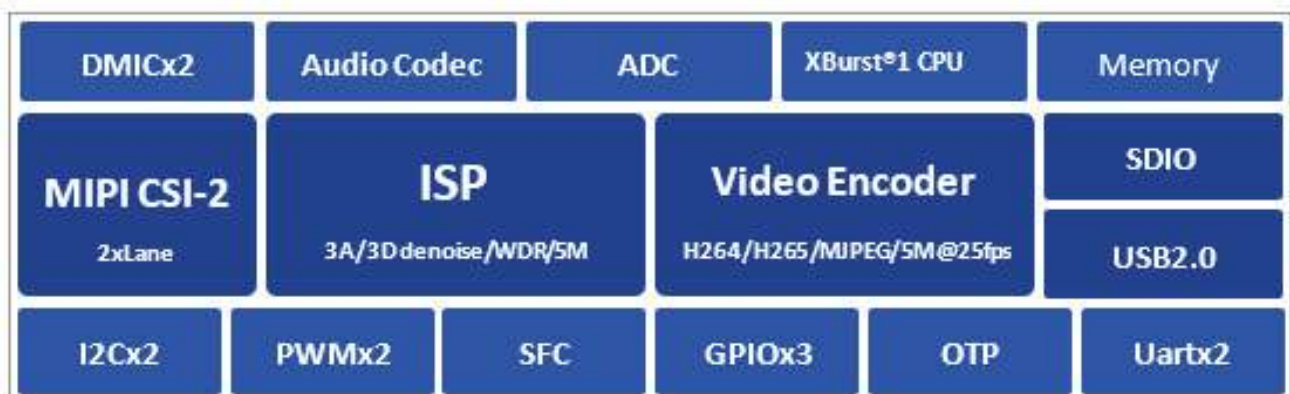 DMICx2
Audio Codec
ADC
XBurst®1 CPU
Memory
MIPI CSI-2
2xLane
ISP
3A/3D denoise/WDR/5M
Video Encoder
H264/H265/MJPEG/5M@25fps
SDIO
USB2.0
I2Cx2
PWMx2
SFC
GPIOx3
OTP
Uartx2